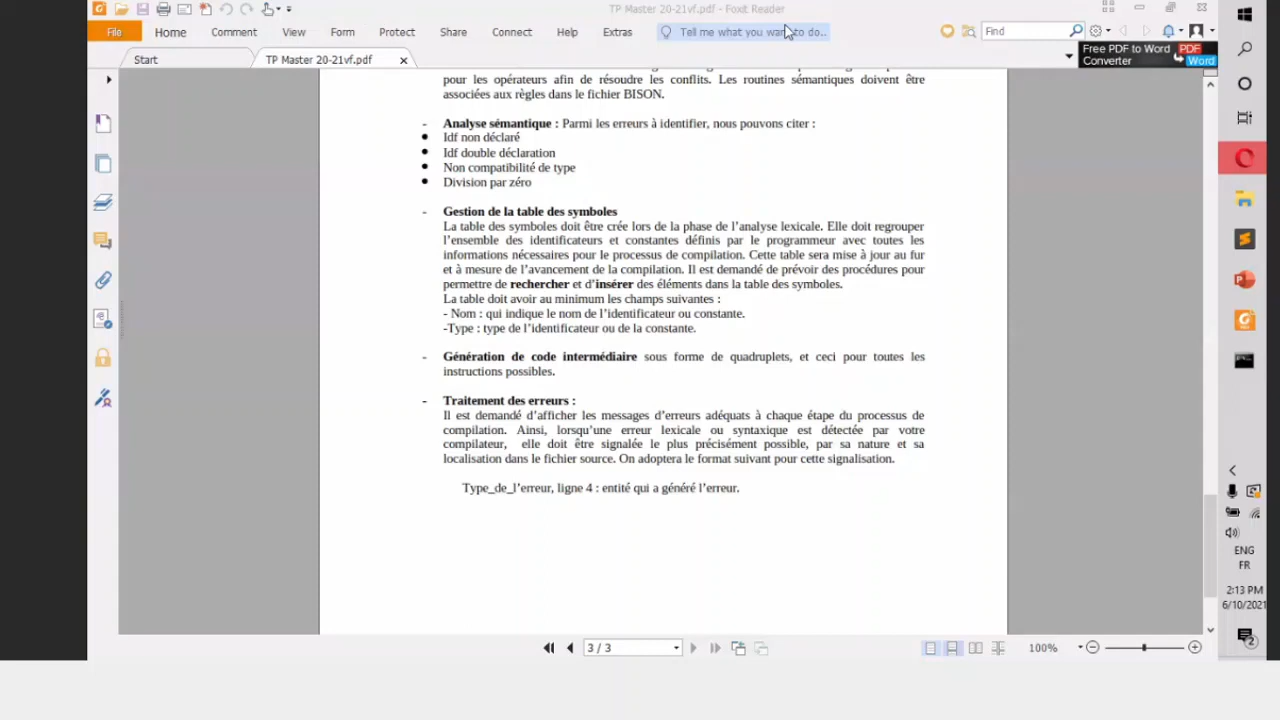 TP Master 20-21vf.pdf - Foxit Reader
File Home Comment View Form Protect Share Connect Help Extras Tell me what you want to do.. Find
Start TP Master 20-21vf.pdf
Free PDF to Word Converter PDF Word
pour les opérateurs afin de résoudre les conflits. Les routines sémantiques doivent être
associées aux règles dans le fichier BISON.
- Analyse sémantique : Parmi les erreurs à identifier, nous pouvons citer :
● Idf non déclaré
● Idf double déclaration
● Non compatibilité de type
● Division par zéro
- Gestion de la table des symboles
La table des symboles doit être crée lors de la phase de l’analyse lexicale. Elle doit regrouper
l’ensemble des identificateurs et constantes définis par le programmeur avec toutes les
informations nécessaires pour le processus de compilation. Cette table sera mise à jour au fur
et à mesure de l’avancement de la compilation. Il est demandé de prévoir des procédures pour
permettre de rechercher et d’insérer des éléments dans la table des symboles.
La table doit avoir au minimum les champs suivantes :
- Nom : qui indique le nom de l’identificateur ou constante.
-Type : type de l’identificateur ou de la constante.
- Génération de code intermédiaire sous forme de quadruplets, et ceci pour toutes les
instructions possibles.
- Traitement des erreurs :
Il est demandé d’afficher les messages d’erreurs adéquats à chaque étape du processus de
compilation. Ainsi, lorsqu’une erreur lexicale ou syntaxique est détectée par votre
compilateur, elle doit être signalée le plus précisément possible, par sa nature et sa
localisation dans le fichier source. On adoptera le format suivant pour cette signalisation.
Type_de_l’erreur, ligne 4 : entité qui a généré l’erreur.
3 / 3
100%
ENG
FR
2:13 PM
6/10/2021
2